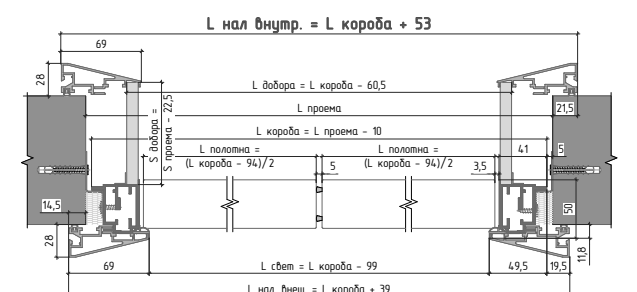 L нал внутр. = L короба + 53
69
28
L добора = L короба - 60,5
S добора =
S проема - 22,5
L проема
21,5
L короба = L проема - 10
L полотна =
(L короба - 94)/2
L полотна =
(L короба - 94)/2
5
3,5
41
5
14,5
50
28
11,8
69
L свет = L короба - 99
49,5
19,5
L нал внеш. = L короба + 39